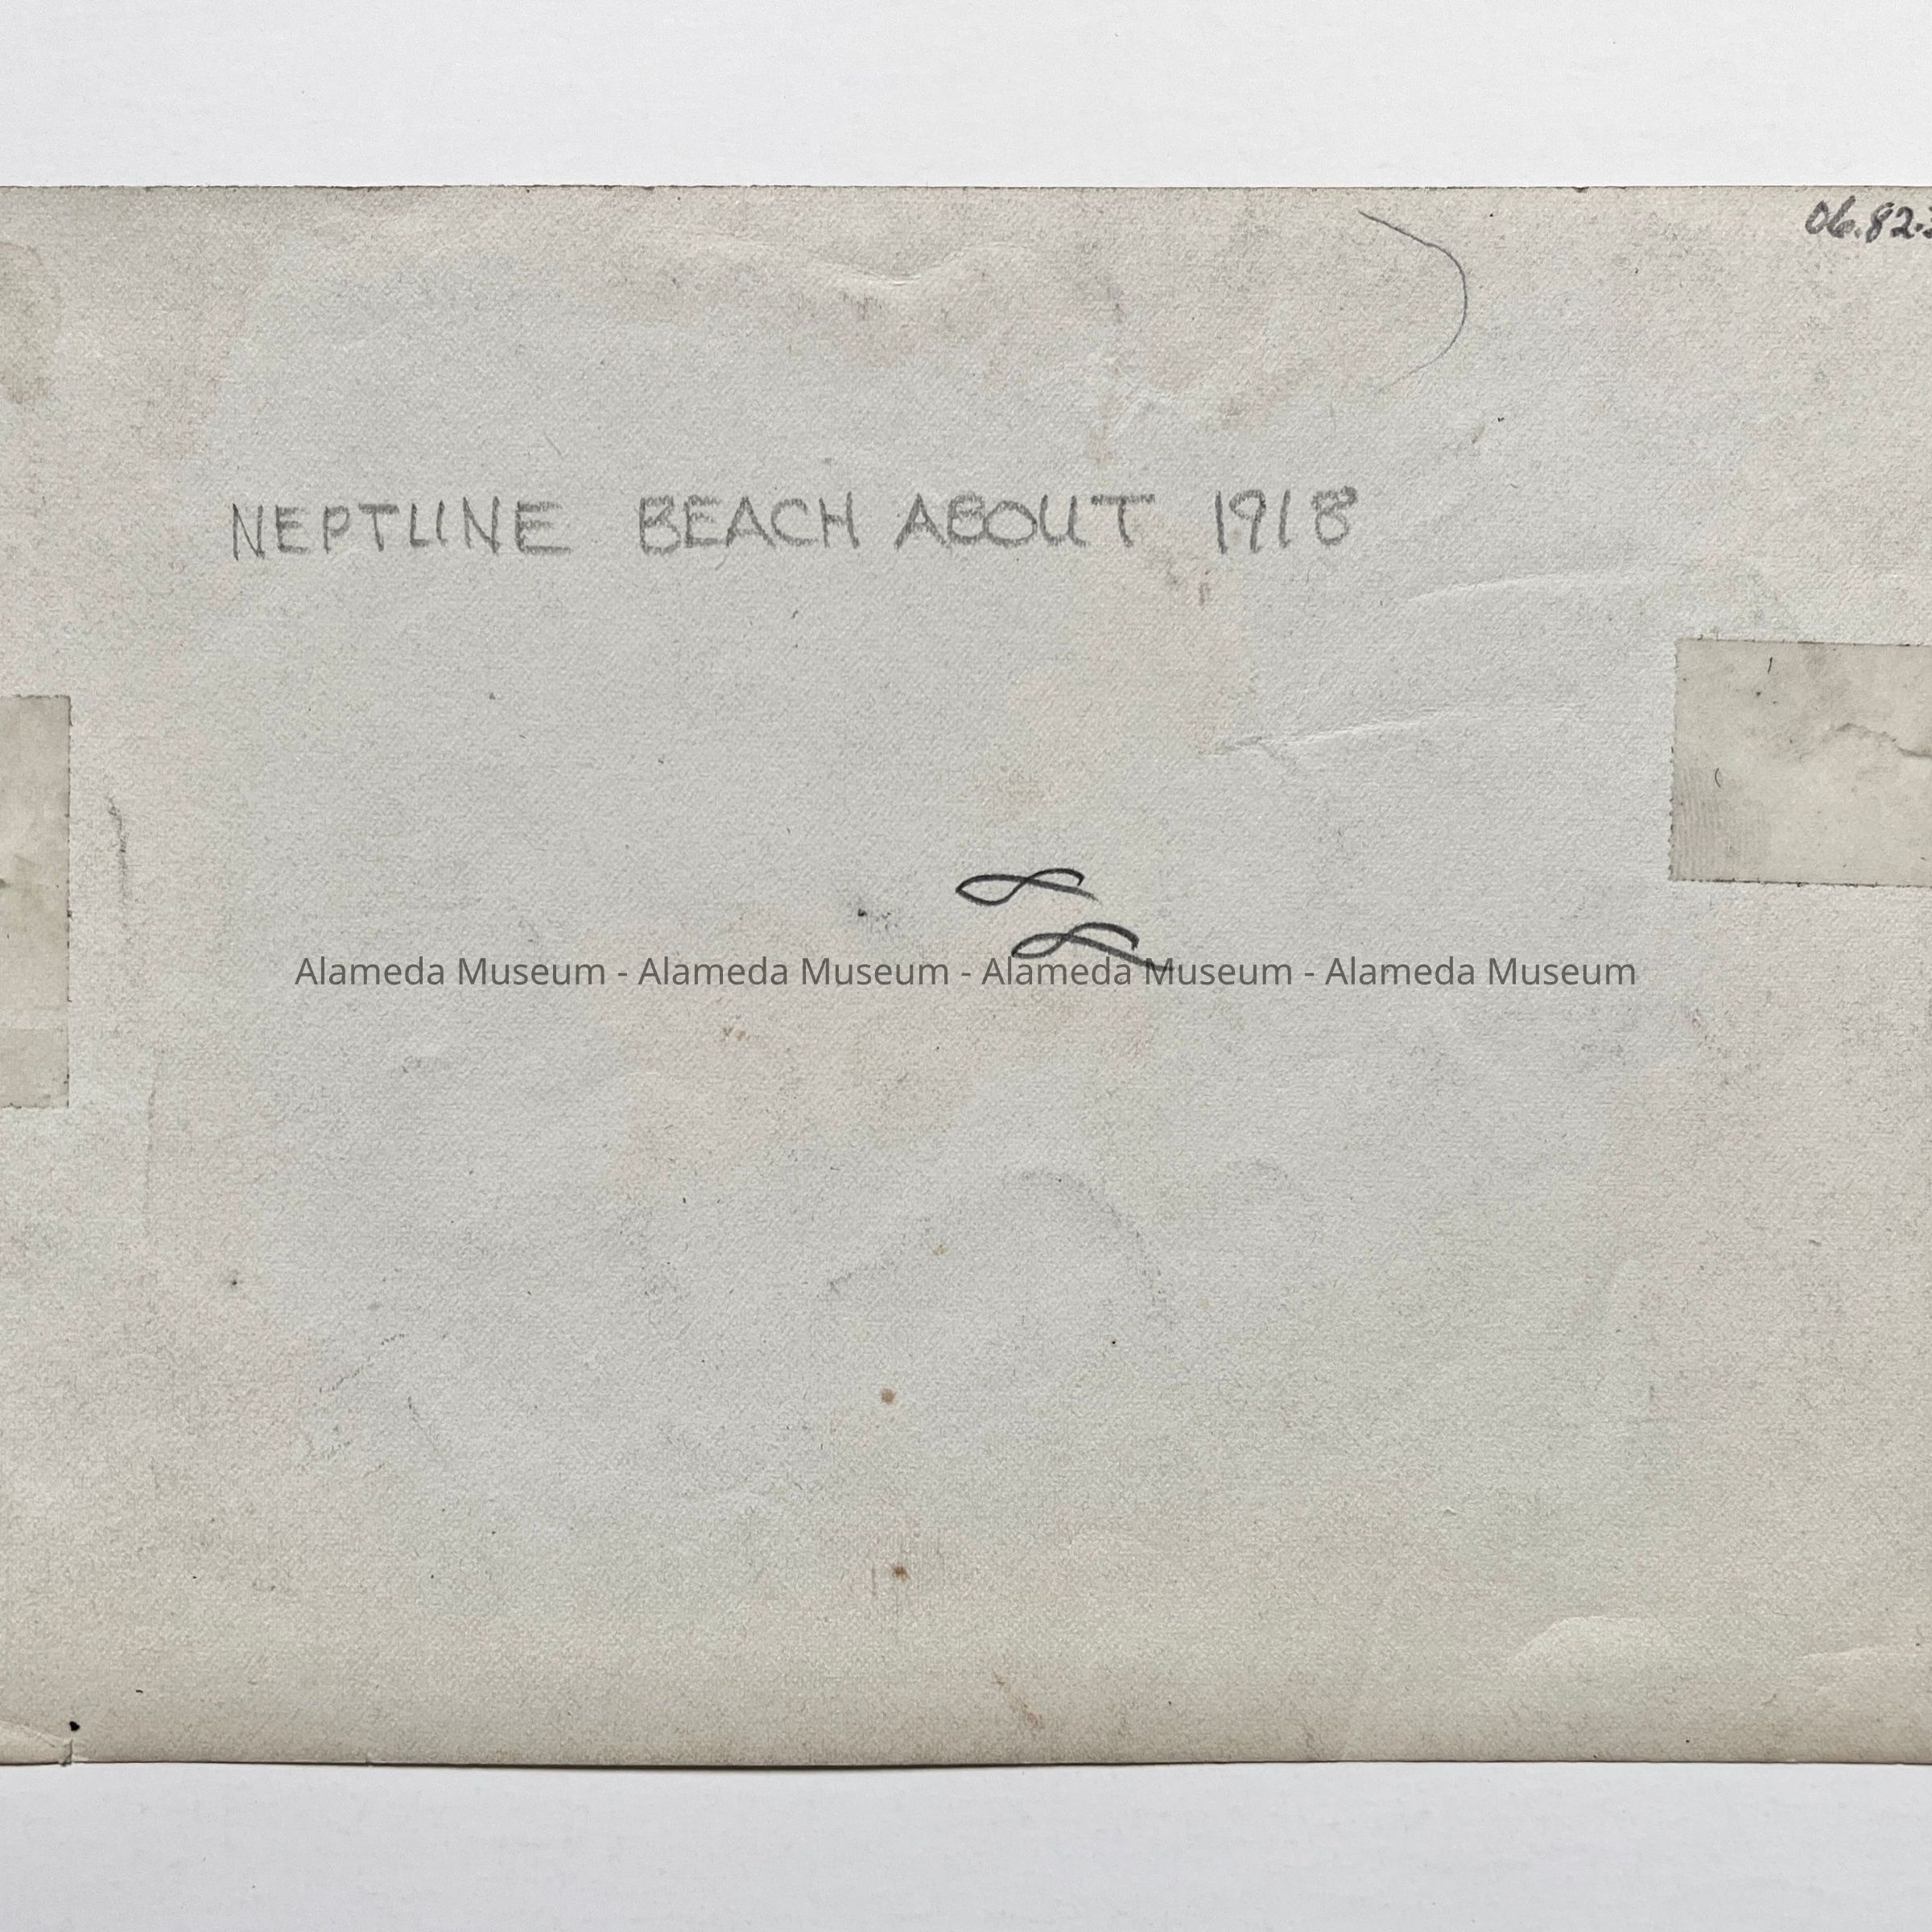 06.82.
NEPTUNE BEACH ABOUT 1918
Alameda Museum - Alameda Museum - Alameda Museum - Alameda Museum